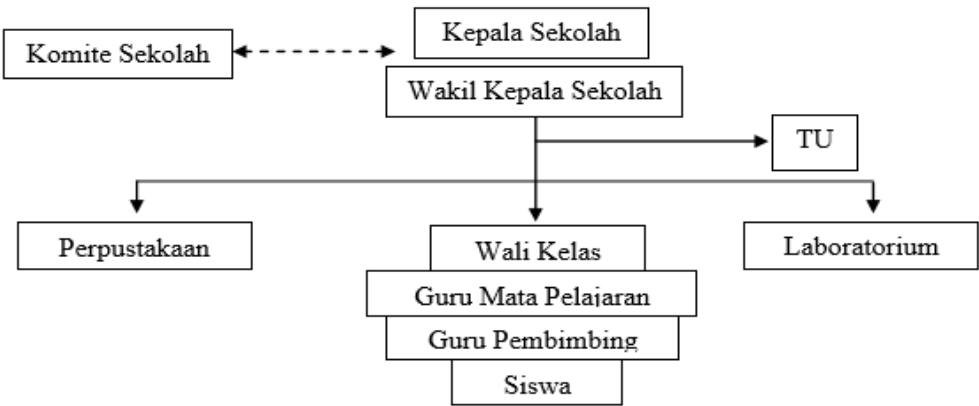 Kepala Sekolah
Komite Sekolah
Wakil Kepala Sekolah
TU
Perpustakaan
Wali Kelas
Laboratorium
Guru Mata Pelajaran
Guru Pembimbing
Siswa